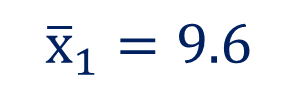 x̄₁ = 9.6